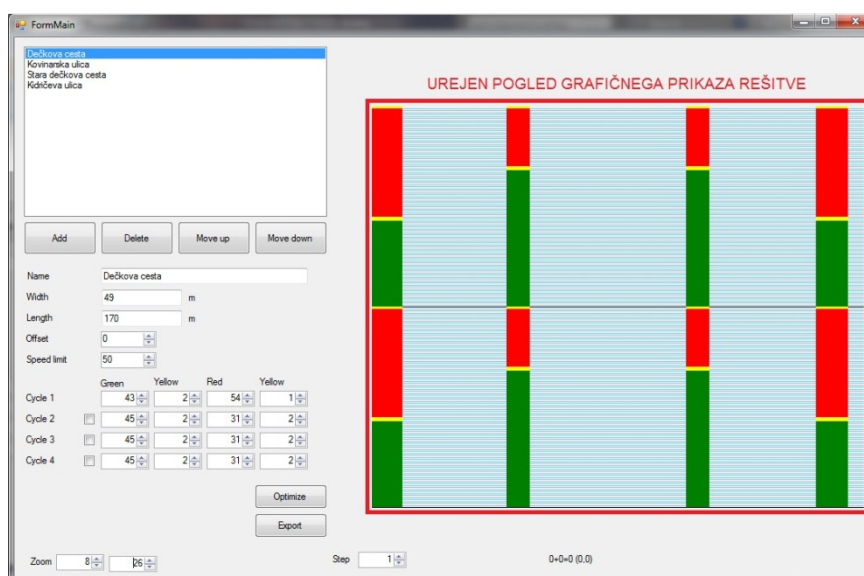 FormMain
Dečkova cesta
Kovinarska ulica
Stara dečkova cesta
Kidričeva ulica
UREJEN POGLED GRAFIČNEGA PRIKAZA REŠITVE
Add Delete Move up Move down
Name Dečkova cesta
Width 49 m
Length 170 m
Offset 0
Speed limit 50
Green Yellow Red Yellow
Cycle 1 43 2 54 1
Cycle 2 45 2 31 2
Cycle 3 45 2 31 2
Cycle 4 45 2 31 2
Optimize
Export
Zoom 8 26 Step 1 0+0=0 (0,0)